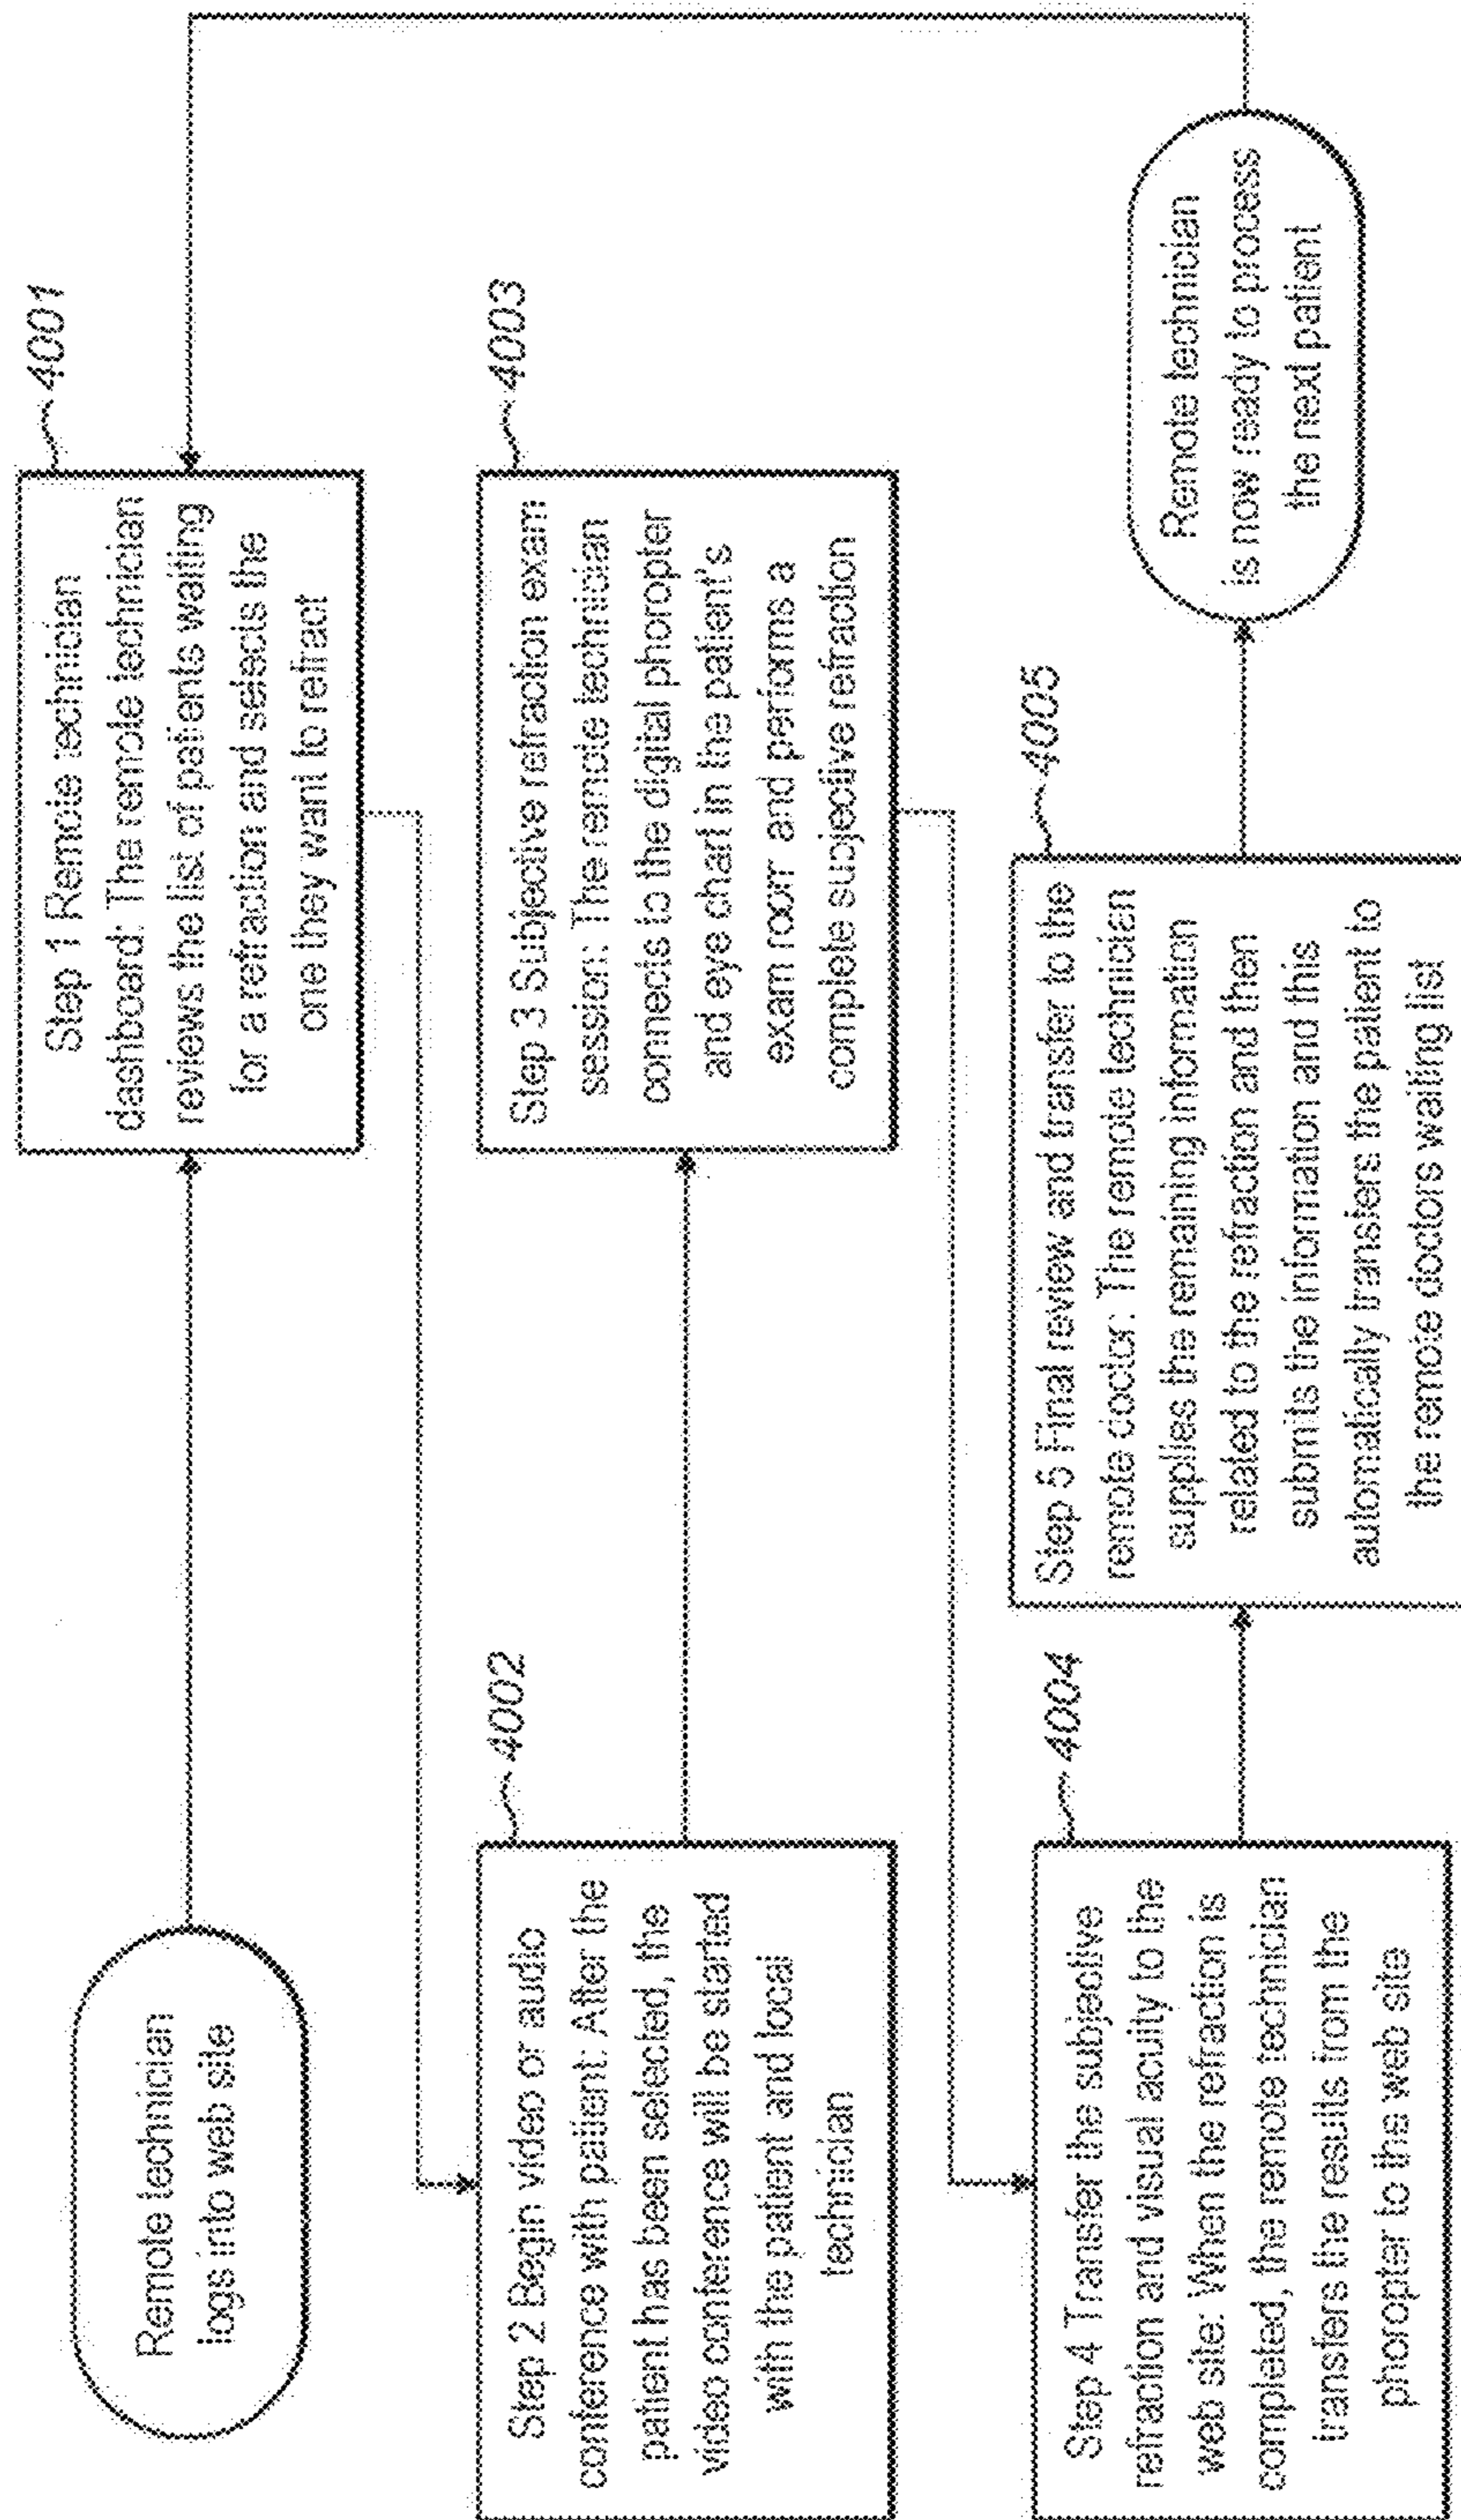 Remote technician
logs into web site
Step 1 Remote technician
dashboard: The remote technician
reviews the list of patients waiting
for a refraction and selects the
one they want to refract
4001
Step 2 Begin video or audio
conference with patient: After the
patient has been selected, the
video conference will be started
with the patient and local
technician
4002
Step 3 Subjective refraction exam
session: The remote technician
connects to the digital phoropter
and eye chart in the patient's
exam room and performs a
complete subjective refraction
4003
Step 4 Transfer the subjective
refraction and visual acuity to the
web site: When the refraction is
completed, the remote technician
transfers the results from the
phoropter to the web site
4004
Step 5 Final review and transfer to the
remote doctor: The remote technician
supplies the remaining information
related to the refraction and then
submits the information and this
automatically transfers the patient to
the remote doctors waiting list
4005
Remote technician
is now ready to process
the next patient